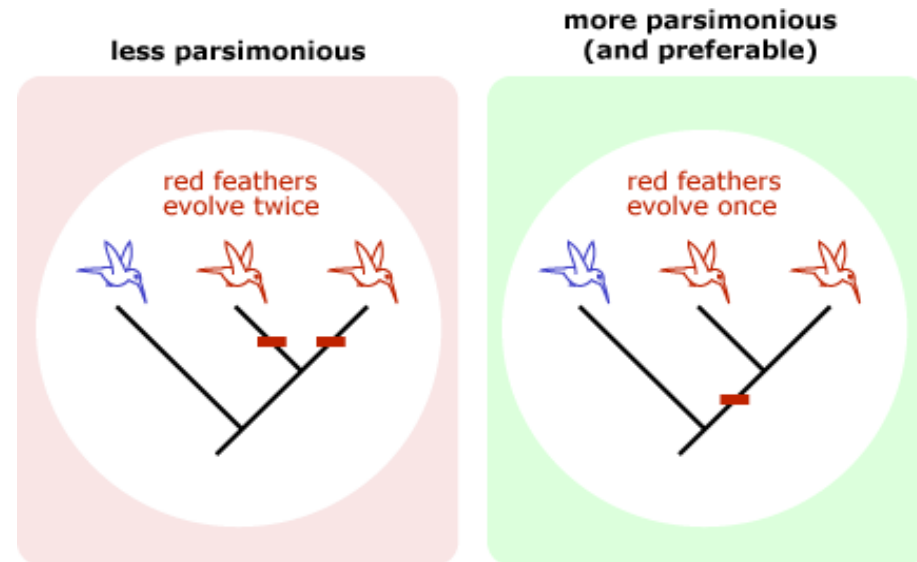 less parsimonious
more parsimonious
(and preferable)
red feathers
evolve twice
red feathers
evolve once